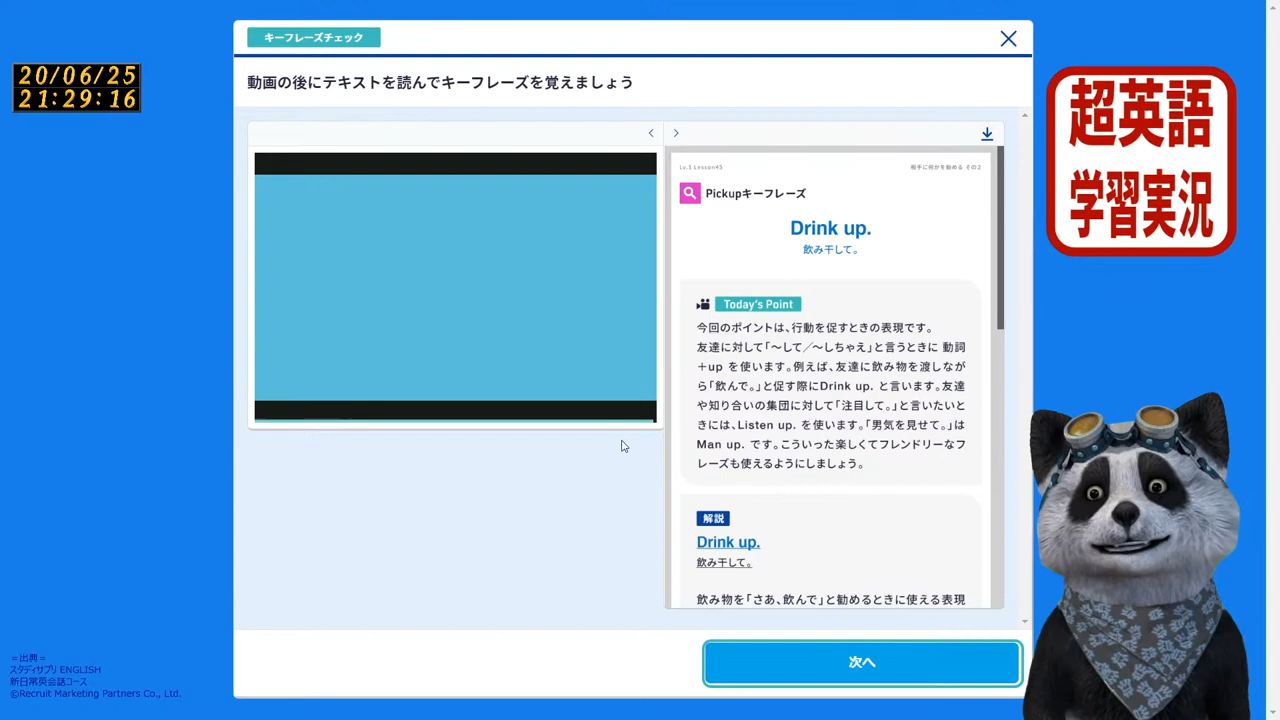 キーフレーズチェック
20/06/25
21:29:16
動画の後にテキストを読んでキーフレーズを覚えましょう
超英語
学習実況
Lv.1 Lesson45
相手に何かを勧める その2
Pickupキーフレーズ
Drink up.
飲み干して。
Today's Point
今回のポイントは、行動を促すときの表現です。
友達に対して「〜して／〜しちゃえ」と言うときに 動詞
＋up を使います。例えば、友達に飲み物を渡しなが
ら「飲んで。」と促す際にDrink up. と言います。友達
や知り合いの集団に対して「注目して。」と言いたいと
きには、Listen up. を使います。「男気を見せて。」は
Man up. です。こういった楽しくてフレンドリーなフ
レーズも使えるようにしましょう。
解説
Drink up.
飲み干して。
飲み物を「さあ、飲んで」と勧めるときに使える表現
次へ
＝出典＝
スタディサプリ ENGLISH
新日常英会話コース
©Recruit Marketing Partners Co., Ltd.